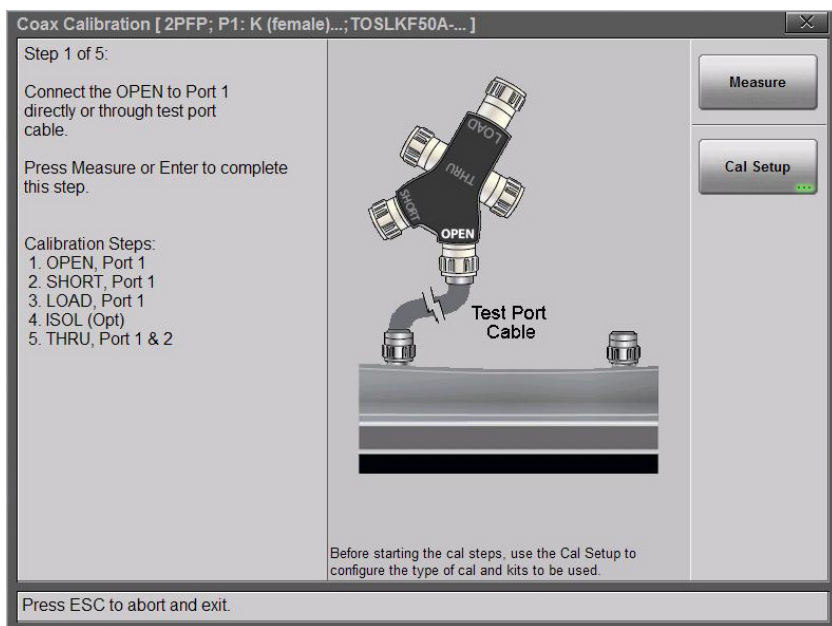 Coax Calibration [ 2PFP; P1: K (female)...;TOSLKF50A-... ]
Step 1 of 5:
Connect the OPEN to Port 1
directly or through test port
cable.
Press Measure or Enter to complete
this step.
Calibration Steps:
1. OPEN, Port 1
2. SHORT, Port 1
3. LOAD, Port 1
4. ISOL (Opt)
5. THRU, Port 1 & 2
LOAD
THRU
SHORT
OPEN
Test Port
Cable
Before starting the cal steps, use the Cal Setup to
configure the type of cal and kits to be used.
Measure
Cal Setup
Press ESC to abort and exit.